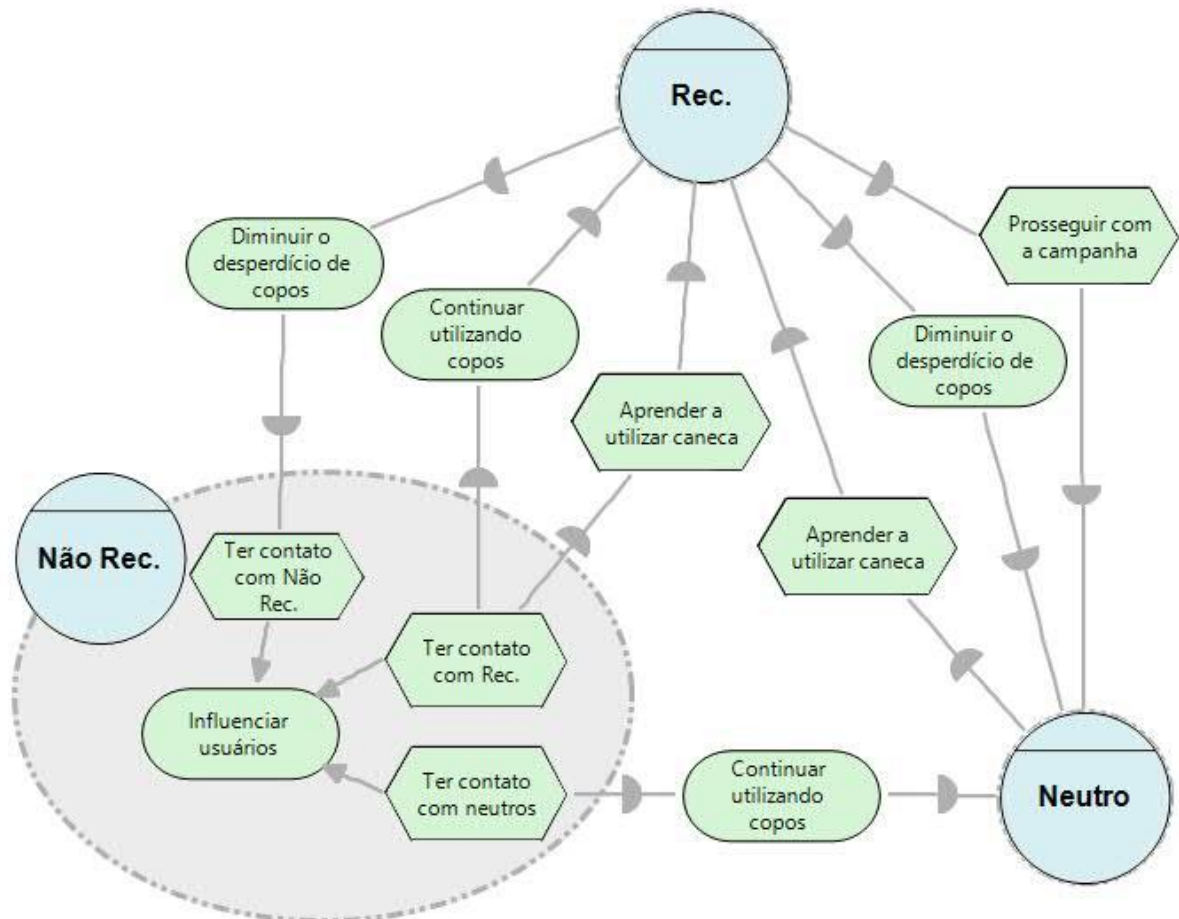 Rec.
Diminuir o
desperdício de
copos
Continuar
utilizando
copos
Aprender a
utilizar caneca
Aprender a
utilizar caneca
Diminuir o
desperdício de
copos
Prosseguir com
a campanha
Não Rec.
Ter contato
com Não
Rec.
Ter contato
com Rec.
Influenciar
usuários
Ter contato
com neutros
Continuar
utilizando
copos
Neutro